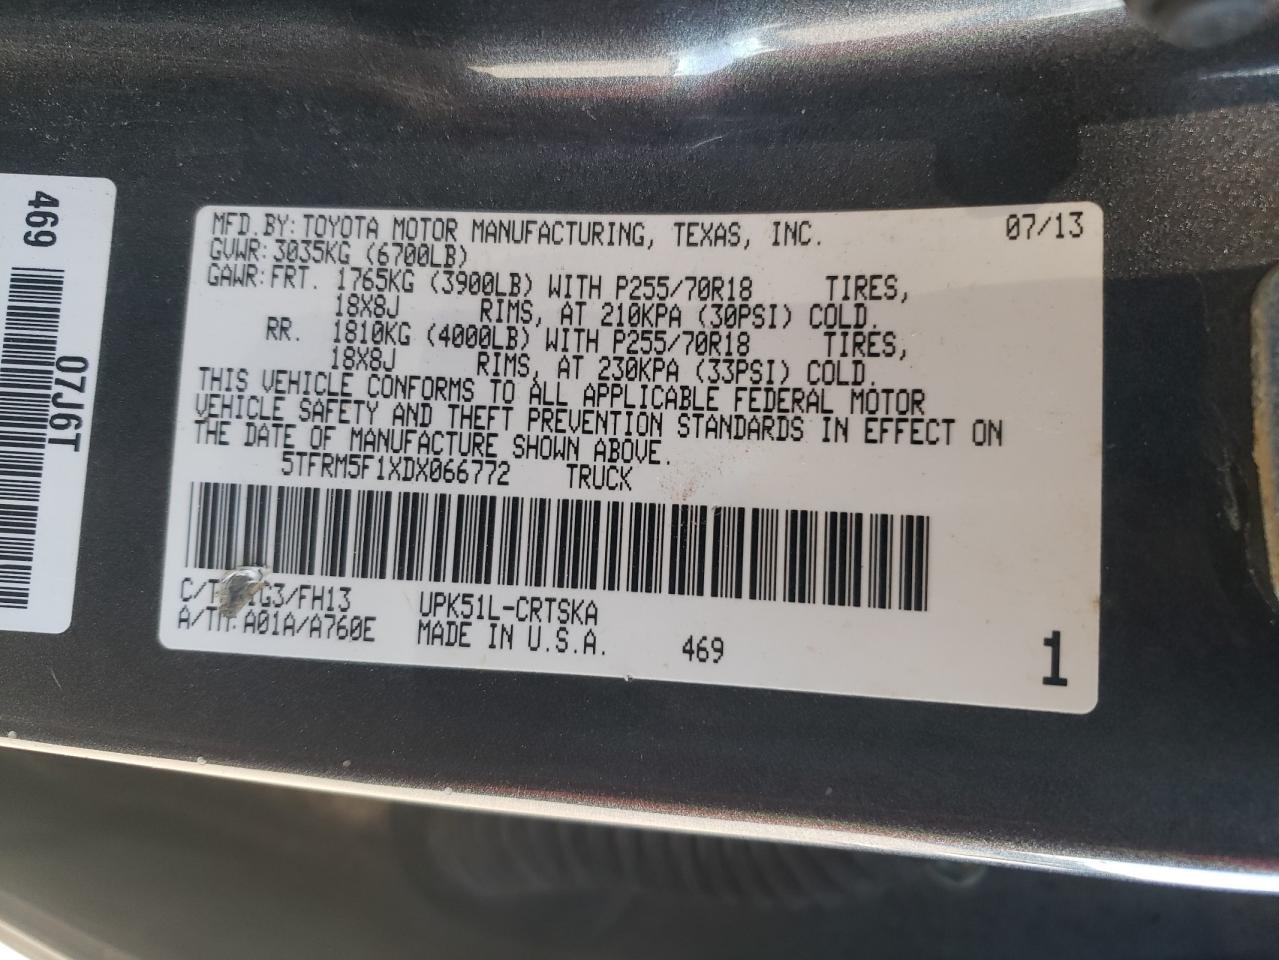 469
07J6T
MFD.BY: TOYOTA MOTOR MANUFACTURING, TEXAS, INC. 07/13
GVWR: 3035KG (6700LB)
GAWR: FRT. 1765KG (3900LB) WITH P255/70R18 TIRES,
18X8J RIMS, AT 210KPA (30PSI) COLD.
RR. 1810KG (4000LB) WITH P255/70R18 TIRES,
18X8J RIMS, AT 230KPA (33PSI) COLD.
THIS VEHICLE CONFORMS TO ALL APPLICABLE FEDERAL MOTOR
VEHICLE SAFETY AND THEFT PREVENTION STANDARDS IN EFFECT ON
THE DATE OF MANUFACTURE SHOWN ABOVE.
5TFRM5F1XDX066772 TRUCK
1G3/FH13 UPK51L-CRTSKA
A/TM: A01A/A760E MADE IN U.S.A. 469 1